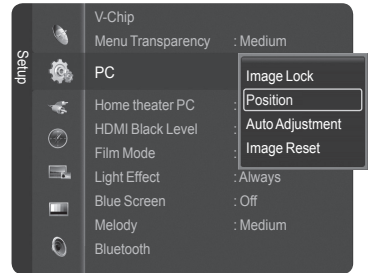 Setup
V-Chip
Menu Transparency : Medium
PC
Image Lock
Position
Auto Adjustment
Image Reset
Home theater PC :
HDMI Black Level :
Film Mode :
Light Effect : Always
Blue Screen : Off
Melody : Medium
Bluetooth